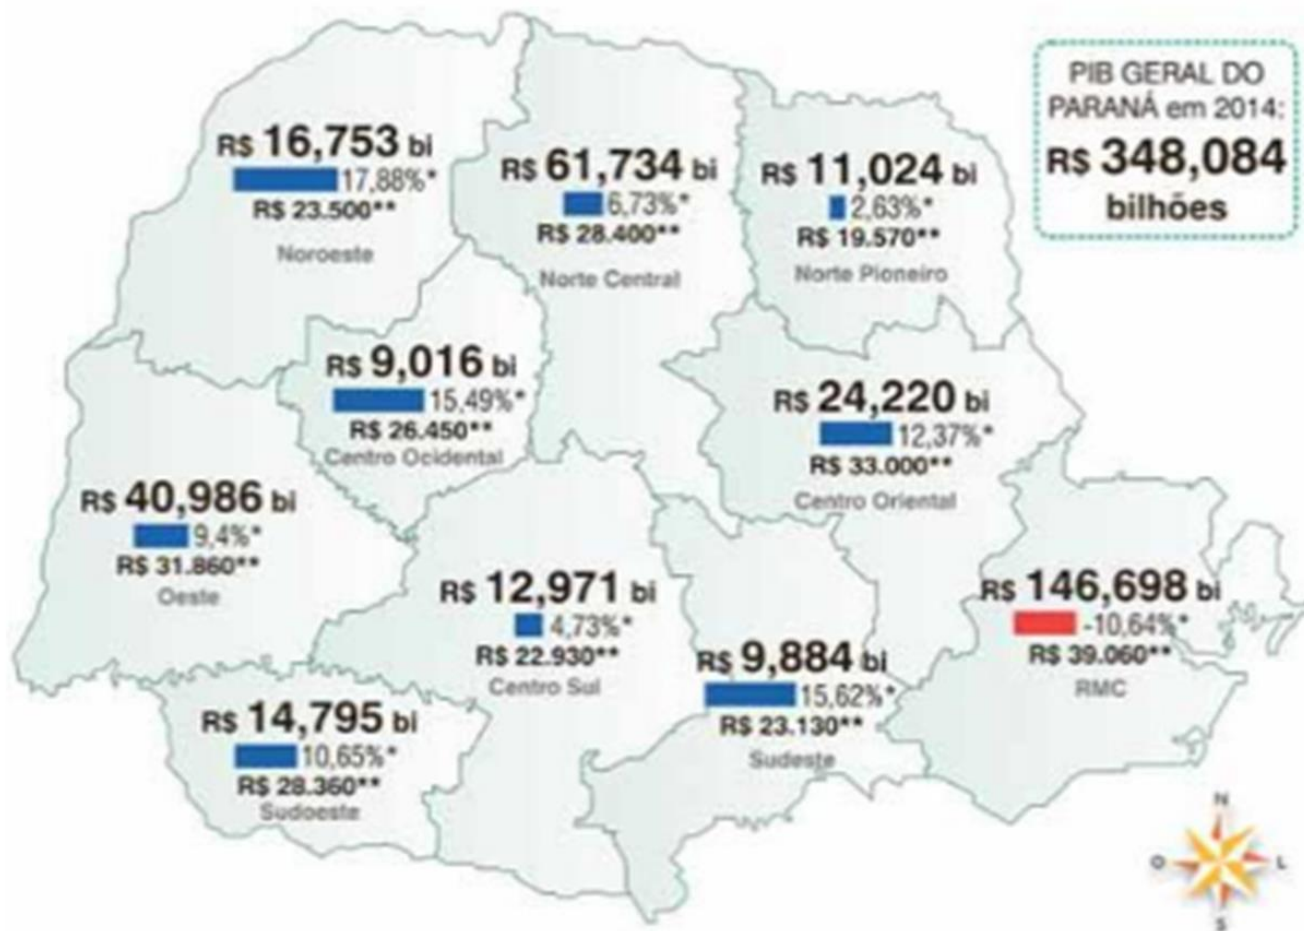 PIB GERAL DO
PARANÁ em 2014:
R$ 348,084
bilhões
R$ 16,753 bi
17,88%*
R$ 23.500**
Noroeste
R$ 61,734 bi
6,73%*
R$ 28.400**
Norte Central
R$ 11,024 bi
2,63%*
R$ 19.570**
Norte Pioneiro
R$ 9,016 bi
15,49%*
R$ 26.450**
Centro Ocidental
R$ 24,220 bi
12,37%*
R$ 33.000**
Centro Oriental
R$ 40,986 bi
9,4%*
R$ 31.860**
Oeste
R$ 12,971 bi
4,73%*
R$ 22.930**
Centro Sul
R$ 146,698 bi
-10,64%*
R$ 39.060**
RMC
R$ 9,884 bi
15,62%*
R$ 23.130**
Sudeste
R$ 14,795 bi
10,65%*
R$ 28.360**
Sudoeste
N
O L
S